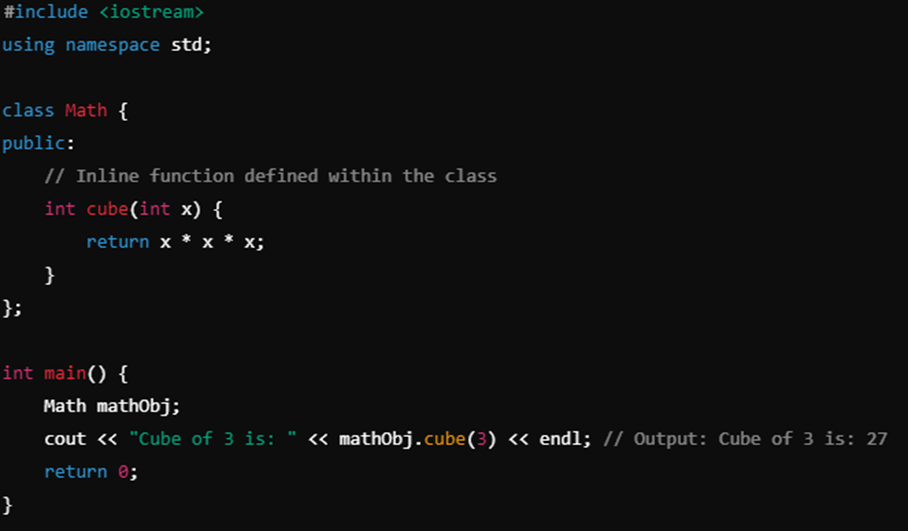 #include <iostream>
using namespace std;
class Math {
public:
    // Inline function defined within the class
    int cube(int x) {
        return x * x * x;
    }
};
int main() {
    Math mathObj;
    cout << "Cube of 3 is: " << mathObj.cube(3) << endl; // Output: Cube of 3 is: 27
    return 0;
}